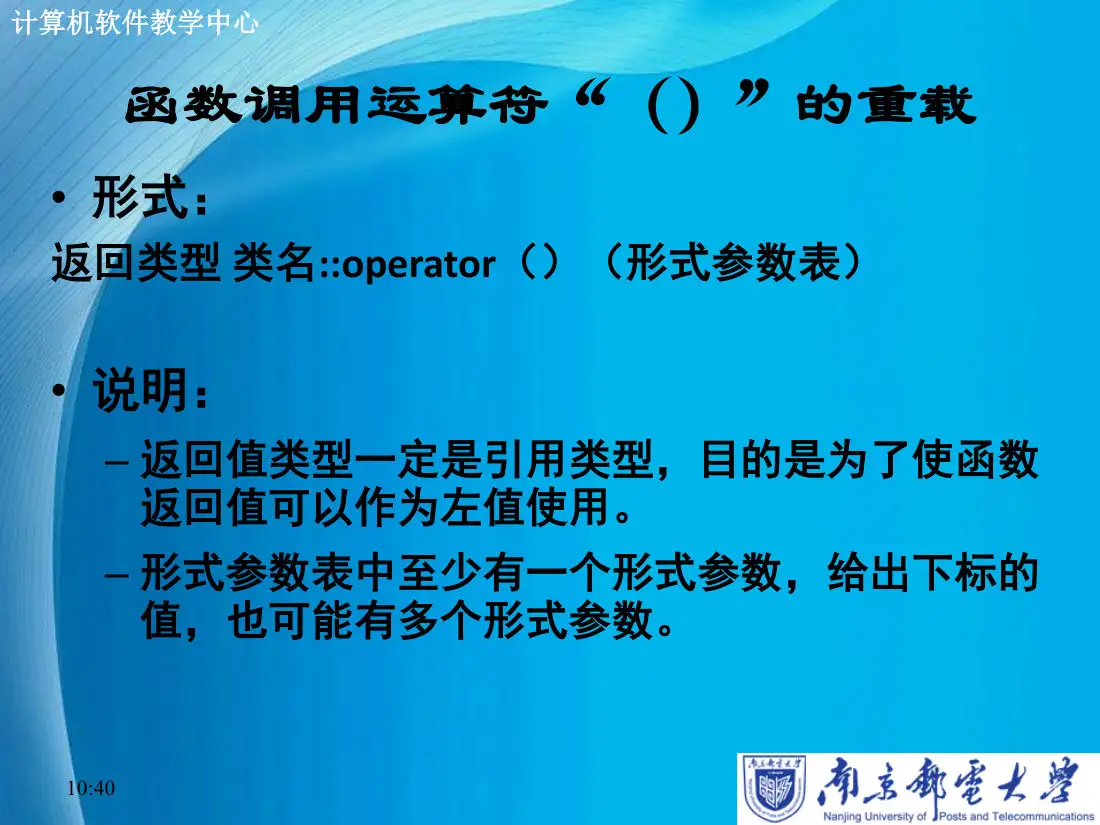 计算机软件教学中心
函数调用运算符“()”的重载
• 形式：
返回类型 类名::operator（）（形式参数表）
• 说明：
– 返回值类型一定是引用类型，目的是为了使函数
返回值可以作为左值使用。
– 形式参数表中至少有一个形式参数，给出下标的
值，也可能有多个形式参数。
10:40
南京郵電大學
Nanjing University of Posts and Telecommunications